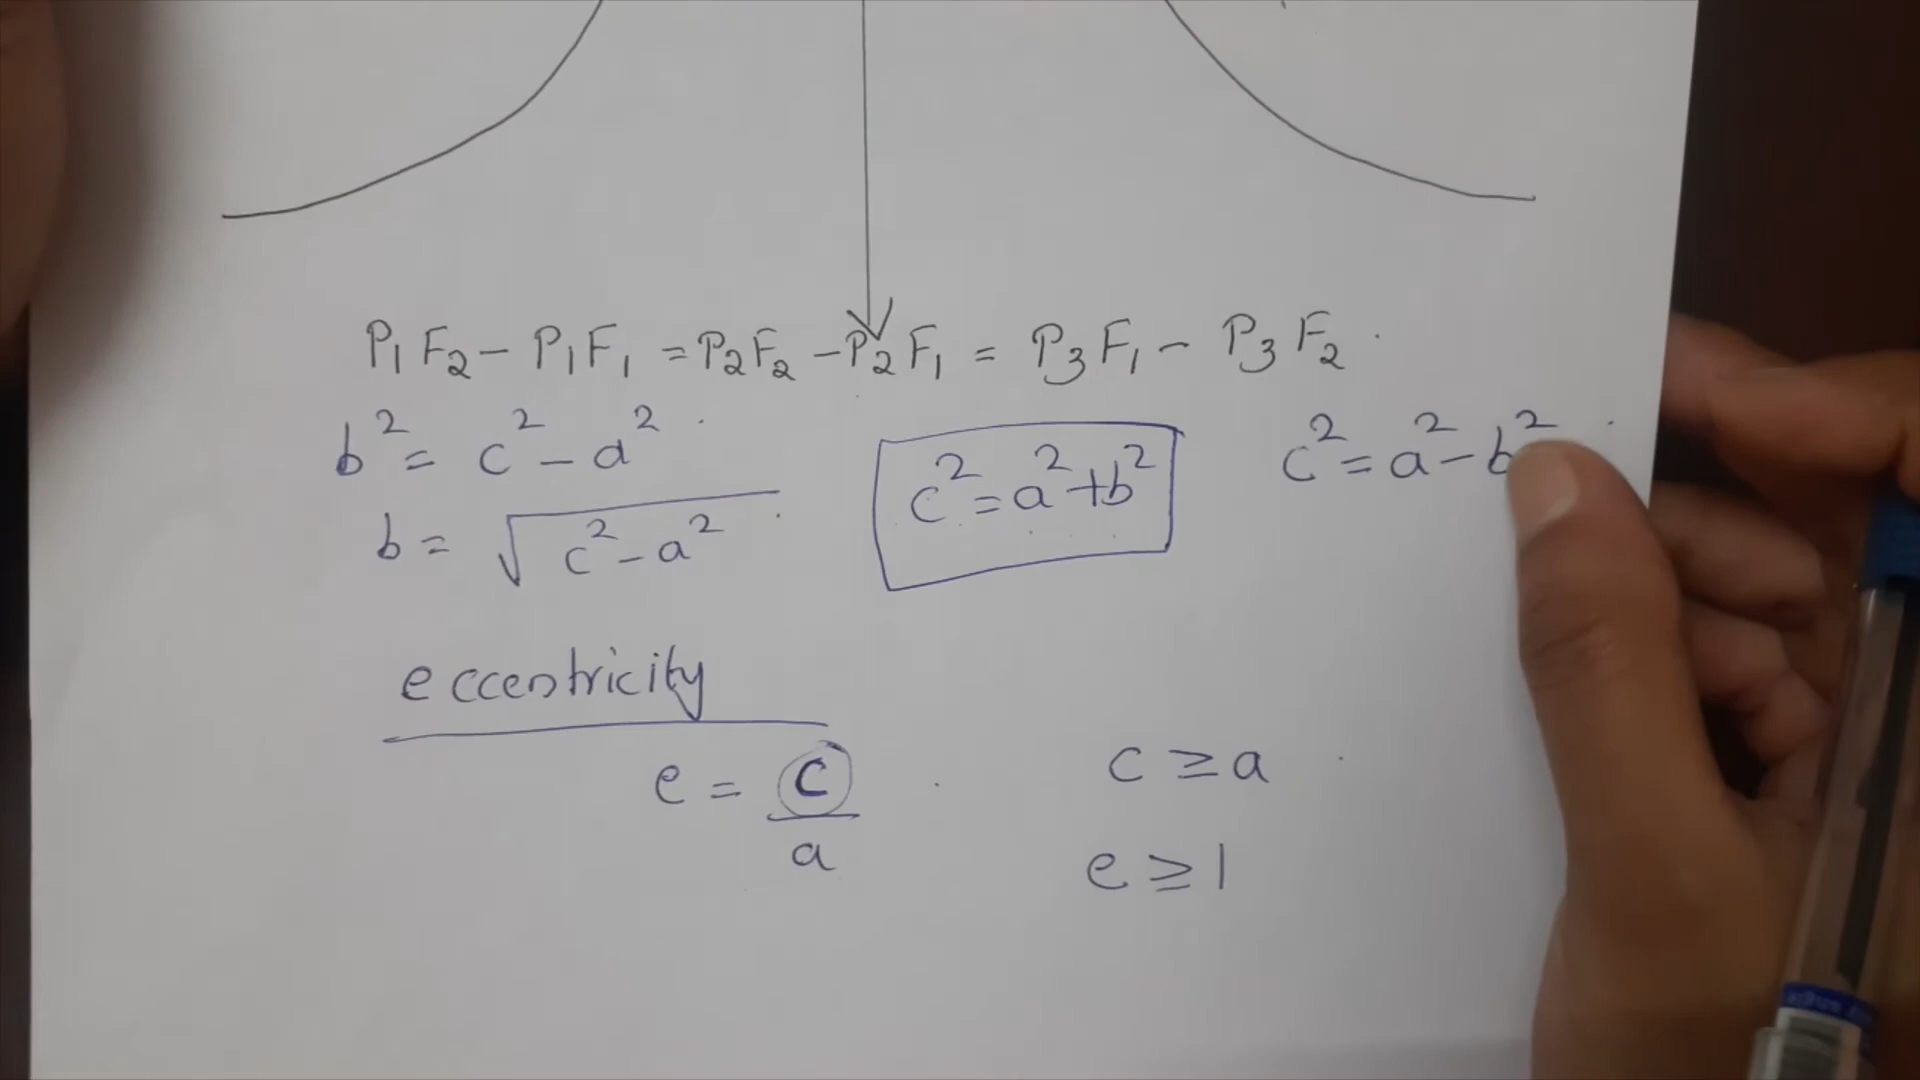 P₁F₂ − P₁F₁ = P₂F₂ − P₂F₁ = P₃F₁ − P₃F₂
b² = c² − a²
c² = a² + b²
c² = a² − b²
b = √(c² − a²)
eccentricity
e = c/a
c ≥ a
e ≥ 1